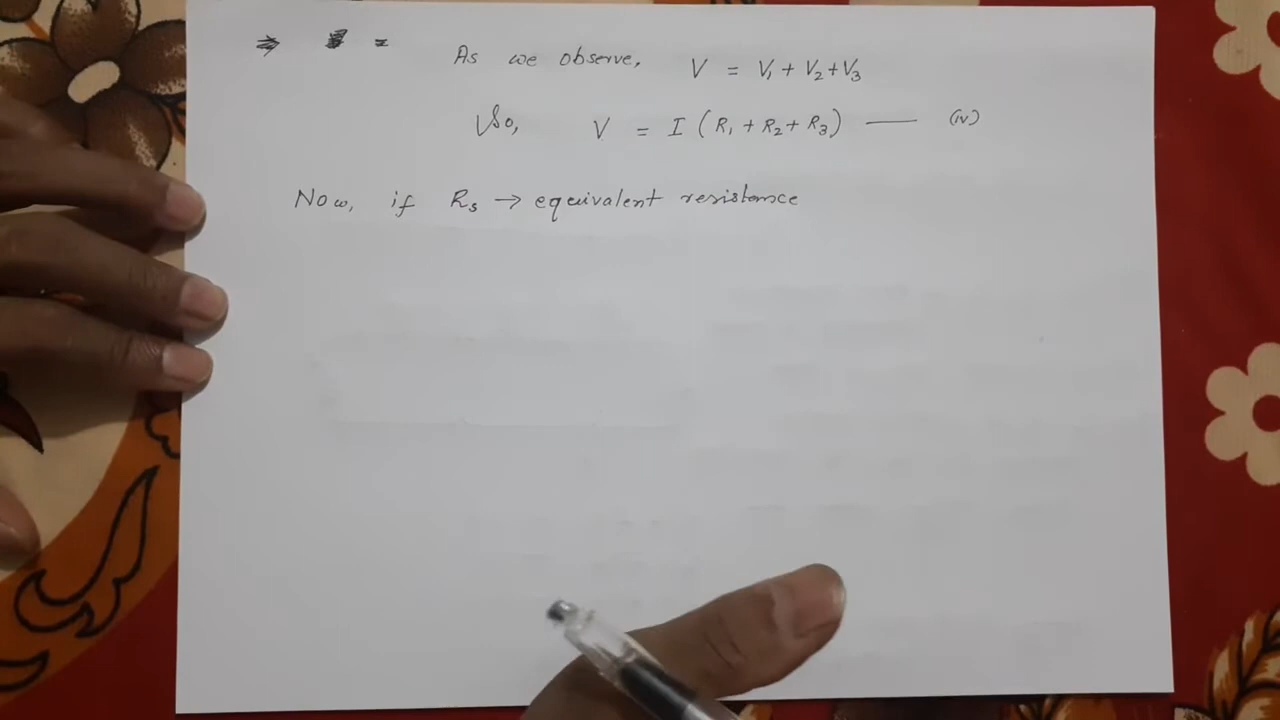 ⇒ =
As we observe, V = V₁ + V₂ + V₃
So, V = I (R₁ + R₂ + R₃) —— (iv)
Now, if Rs → equivalent resistance